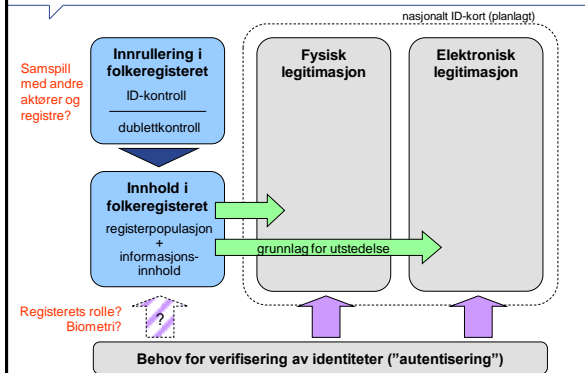 nasjonalt ID-kort (planlagt)
Innrullering i
folkeregisteret
ID-kontroll
dublettkontroll
Fysisk
legitimasjon
Elektronisk
legitimasjon
Samspill
med andre
aktører og
registre?
Innhold i
folkeregisteret
registerpopulasjon
+
informasjons-
innhold
grunnlag for utstedelse
Registerets rolle?
Biometri?
?
Behov for verifisering av identiteter (”autentisering”)